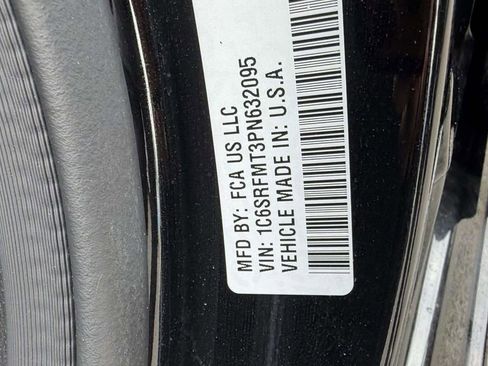 MFD BY: FCA US LLC
VIN: 1C6SRFMT3PN632095
VEHICLE MADE IN: U.S.A.